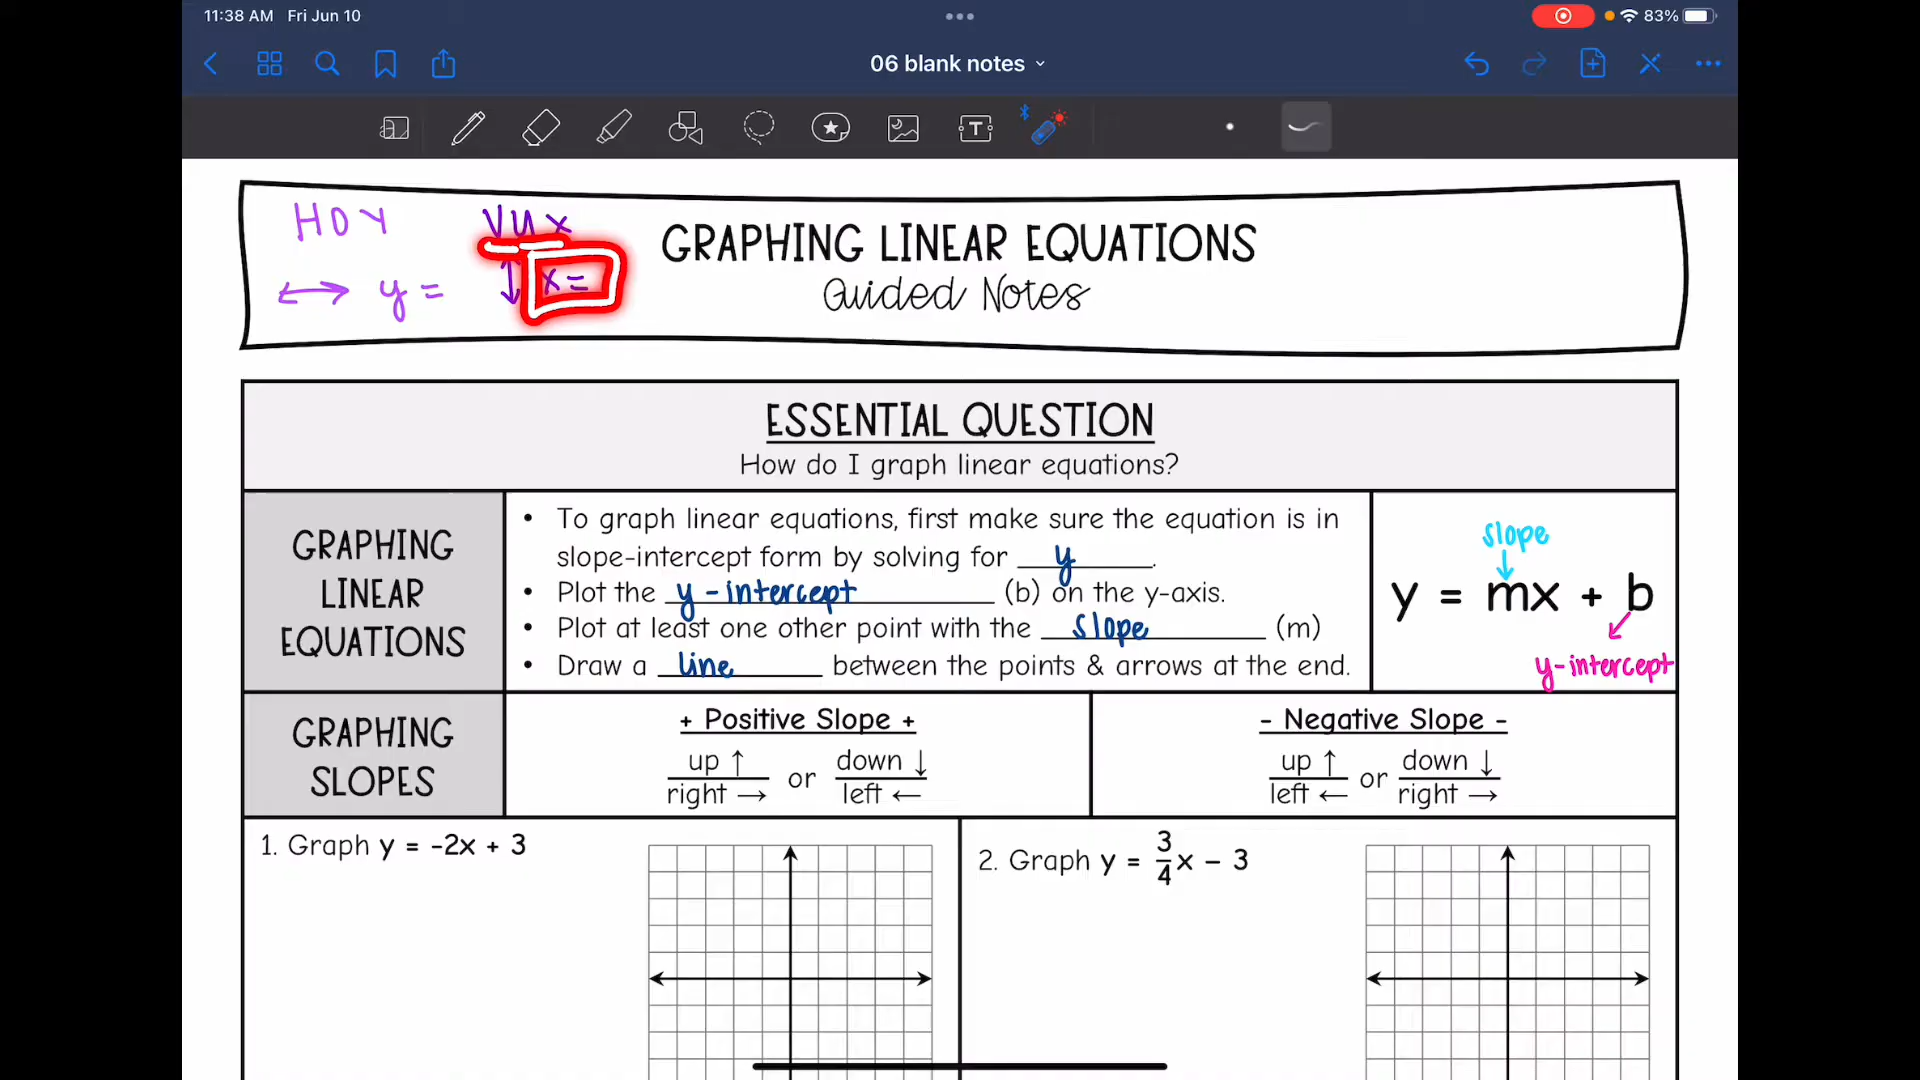 11:38 AM Fri Jun 10
83%
06 blank notes
HOY
VUX
GRAPHING LINEAR EQUATIONS
Guided Notes
↔ y =
↕ x =
ESSENTIAL QUESTION
How do I graph linear equations?
GRAPHING
LINEAR
EQUATIONS
• To graph linear equations, first make sure the equation is in
slope-intercept form by solving for y.
• Plot the y-intercept (b) on the y-axis.
• Plot at least one other point with the slope (m)
• Draw a line between the points & arrows at the end.
slope
y = mx + b
y-intercept
GRAPHING
SLOPES
+ Positive Slope +
up ↑ or down ↓
right → left ←
- Negative Slope -
up ↑ or down ↓
left ← right →
1. Graph y = -2x + 3
2. Graph y = 3/4x - 3